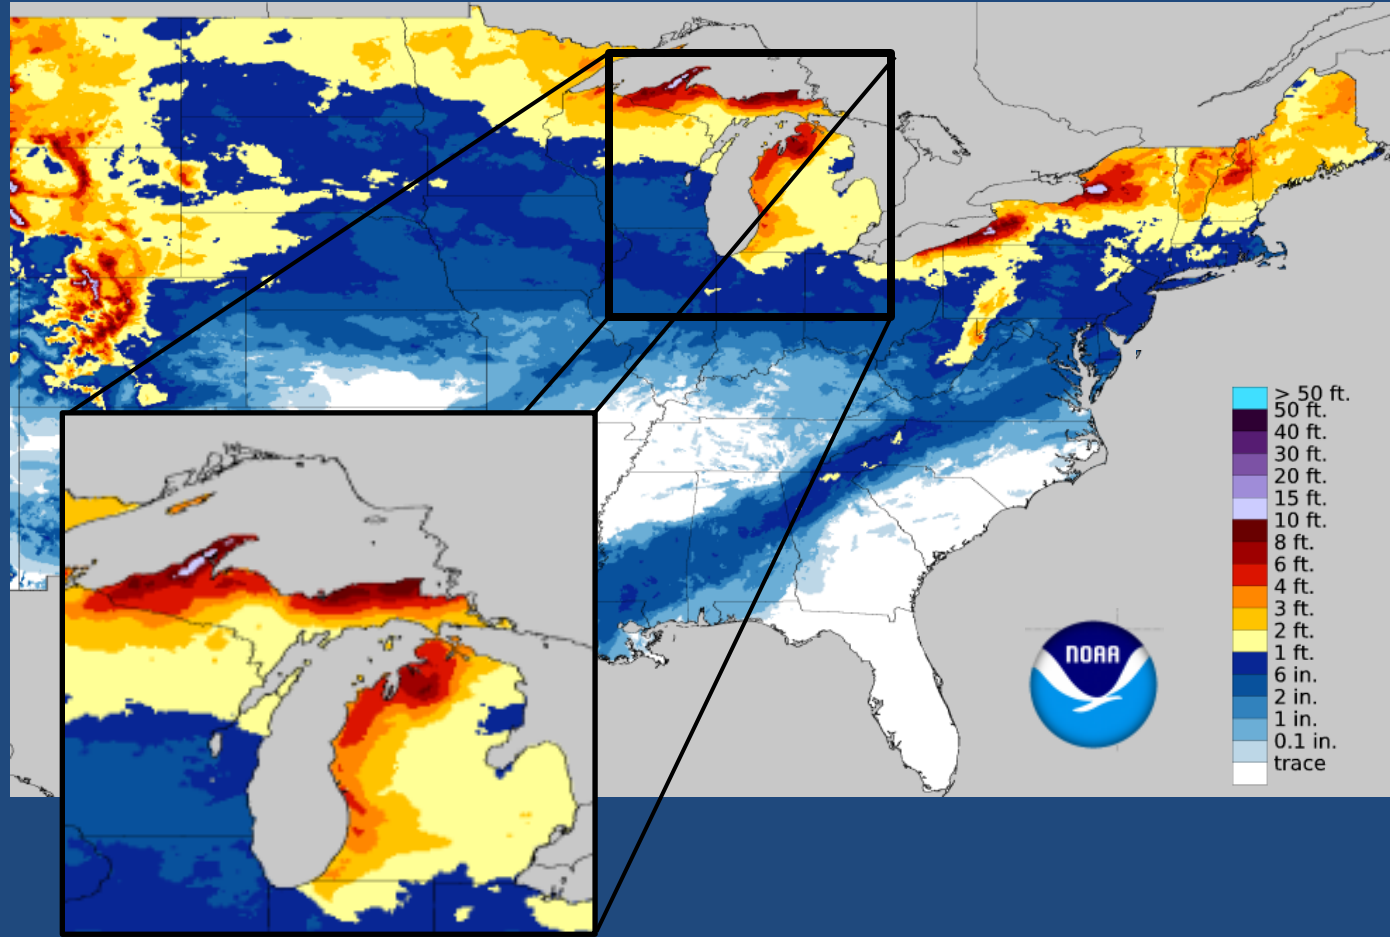 > 50 ft.
50 ft.
40 ft.
30 ft.
20 ft.
15 ft.
10 ft.
8 ft.
6 ft.
4 ft.
3 ft.
2 ft.
1 ft.
6 in.
2 in.
1 in.
0.1 in.
trace
NOAA